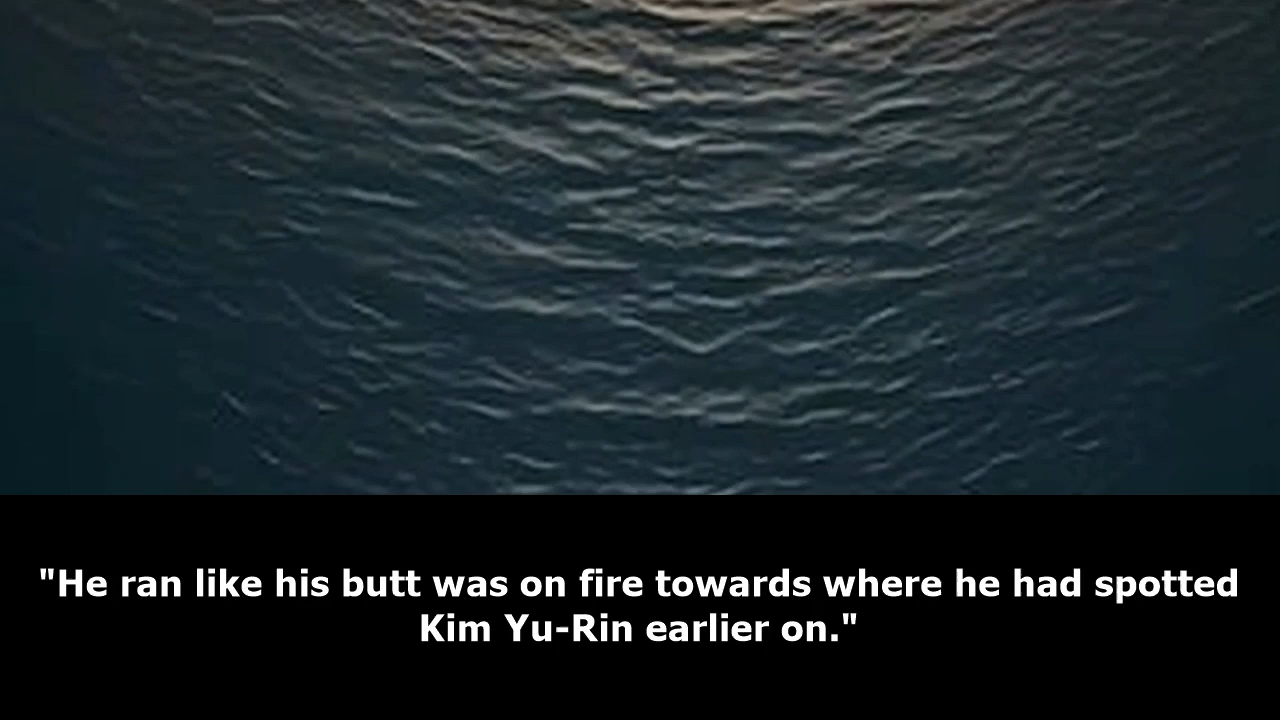 "He ran like his butt was on fire towards where he had spotted
Kim Yu-Rin earlier on."